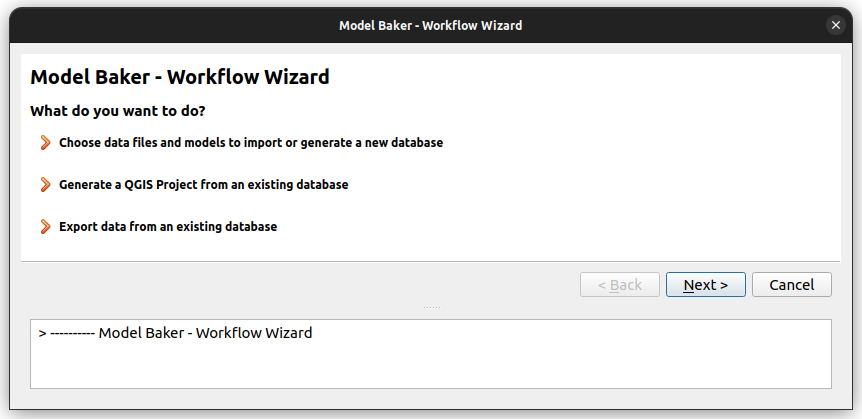 Model Baker - Workflow Wizard
Model Baker - Workflow Wizard
What do you want to do?
Choose data files and models to import or generate a new database
Generate a QGIS Project from an existing database
Export data from an existing database
< Back Next > Cancel
> ---------- Model Baker - Workflow Wizard